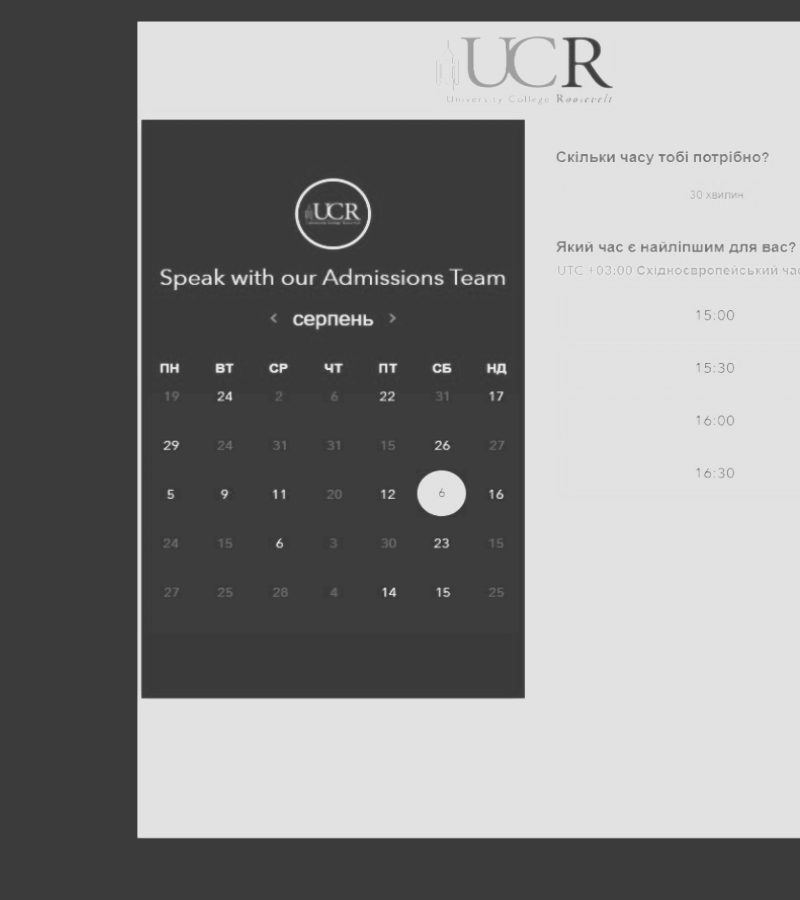 UCR
University College Roosevelt
UCR
Speak with our Admissions Team
< серпень >
ПН ВТ СР ЧТ ПТ СБ НД
19 24 2 6 22 31 17
29 24 31 31 15 26 27
5 9 11 20 12 6 16
24 15 6 3 30 23 15
27 25 28 4 14 15 25
Скільки часу тобі потрібно?
30 хвилин
Який час є найліпшим для вас?
UTC +03:00 Східноєвропейський
15:00
15:30
16:00
16:30